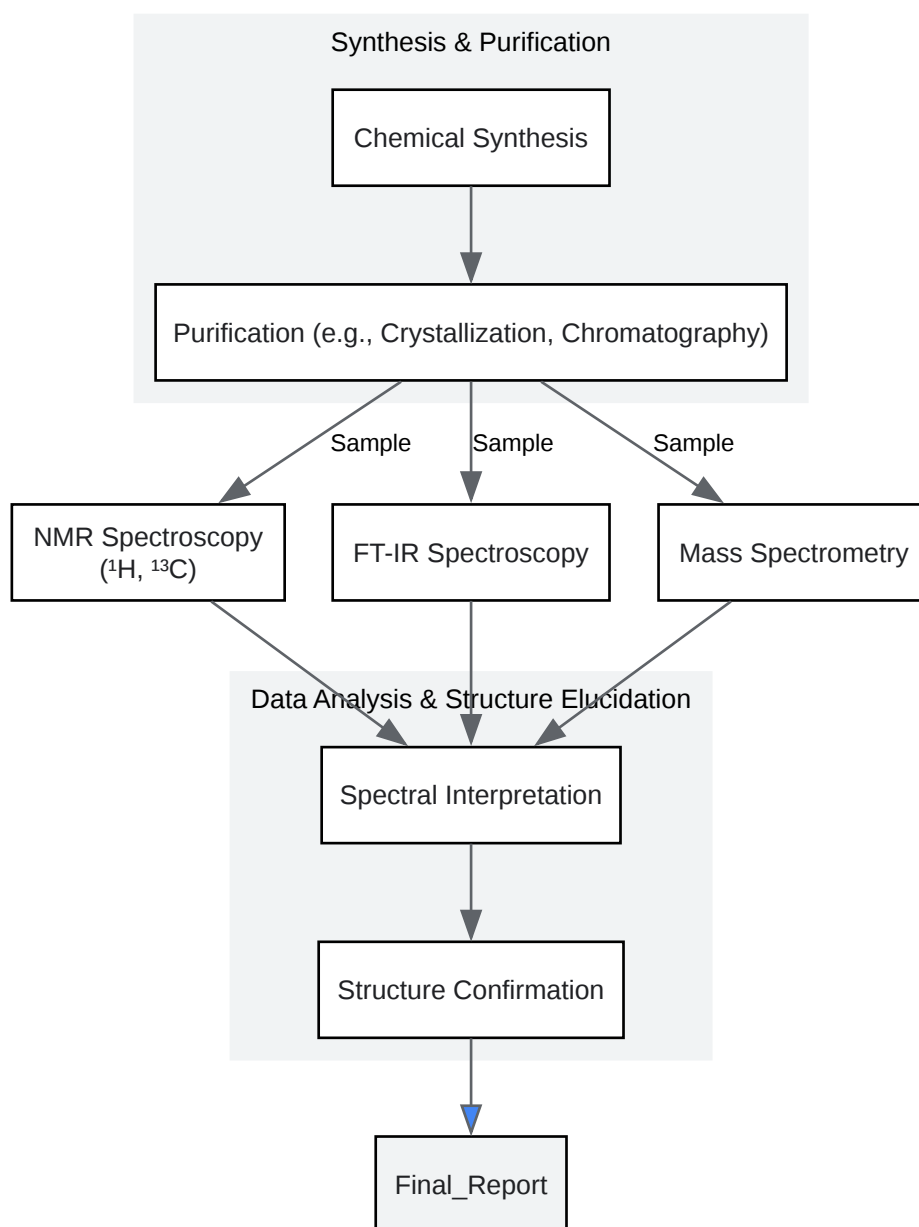 Synthesis & Purification
Chemical Synthesis
Purification (e.g., Crystallization, Chromatography)
Sample
Sample
Sample
NMR Spectroscopy
(¹H, ¹³C)
FT-IR Spectroscopy
Mass Spectrometry
Data Analysis & Structure Elucidation
Spectral Interpretation
Structure Confirmation
Final_Report